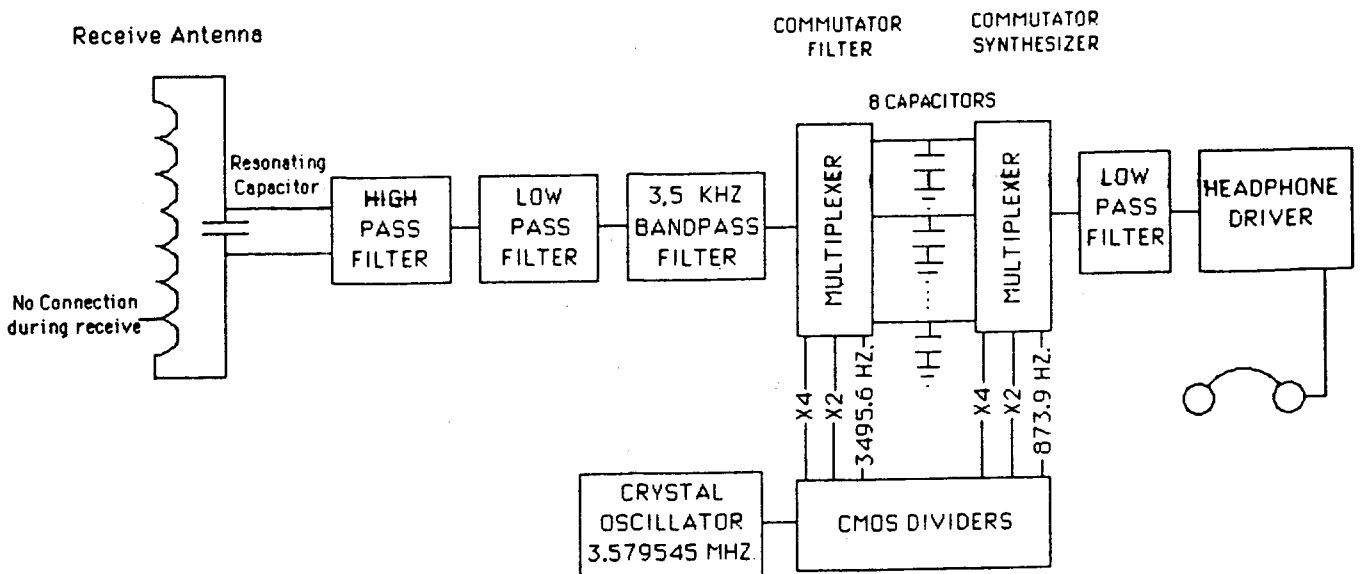 Receive Antenna
COMMUTATOR
FILTER
COMMUTATOR
SYNTHESIZER
8 CAPACITORS
Resonating
Capacitor
HIGH
PASS
FILTER
LOW
PASS
FILTER
3,5 KHZ
BANDPASS
FILTER
MULTIPLEXER
MULTIPLEXER
LOW
PASS
FILTER
HEADPHONE
DRIVER
No Connection
during receive
X4
X2
3495.6 HZ.
X4
X2
873.9 HZ.
CRYSTAL
OSCILLATOR
3.579545 MHZ
CMOS DIVIDERS